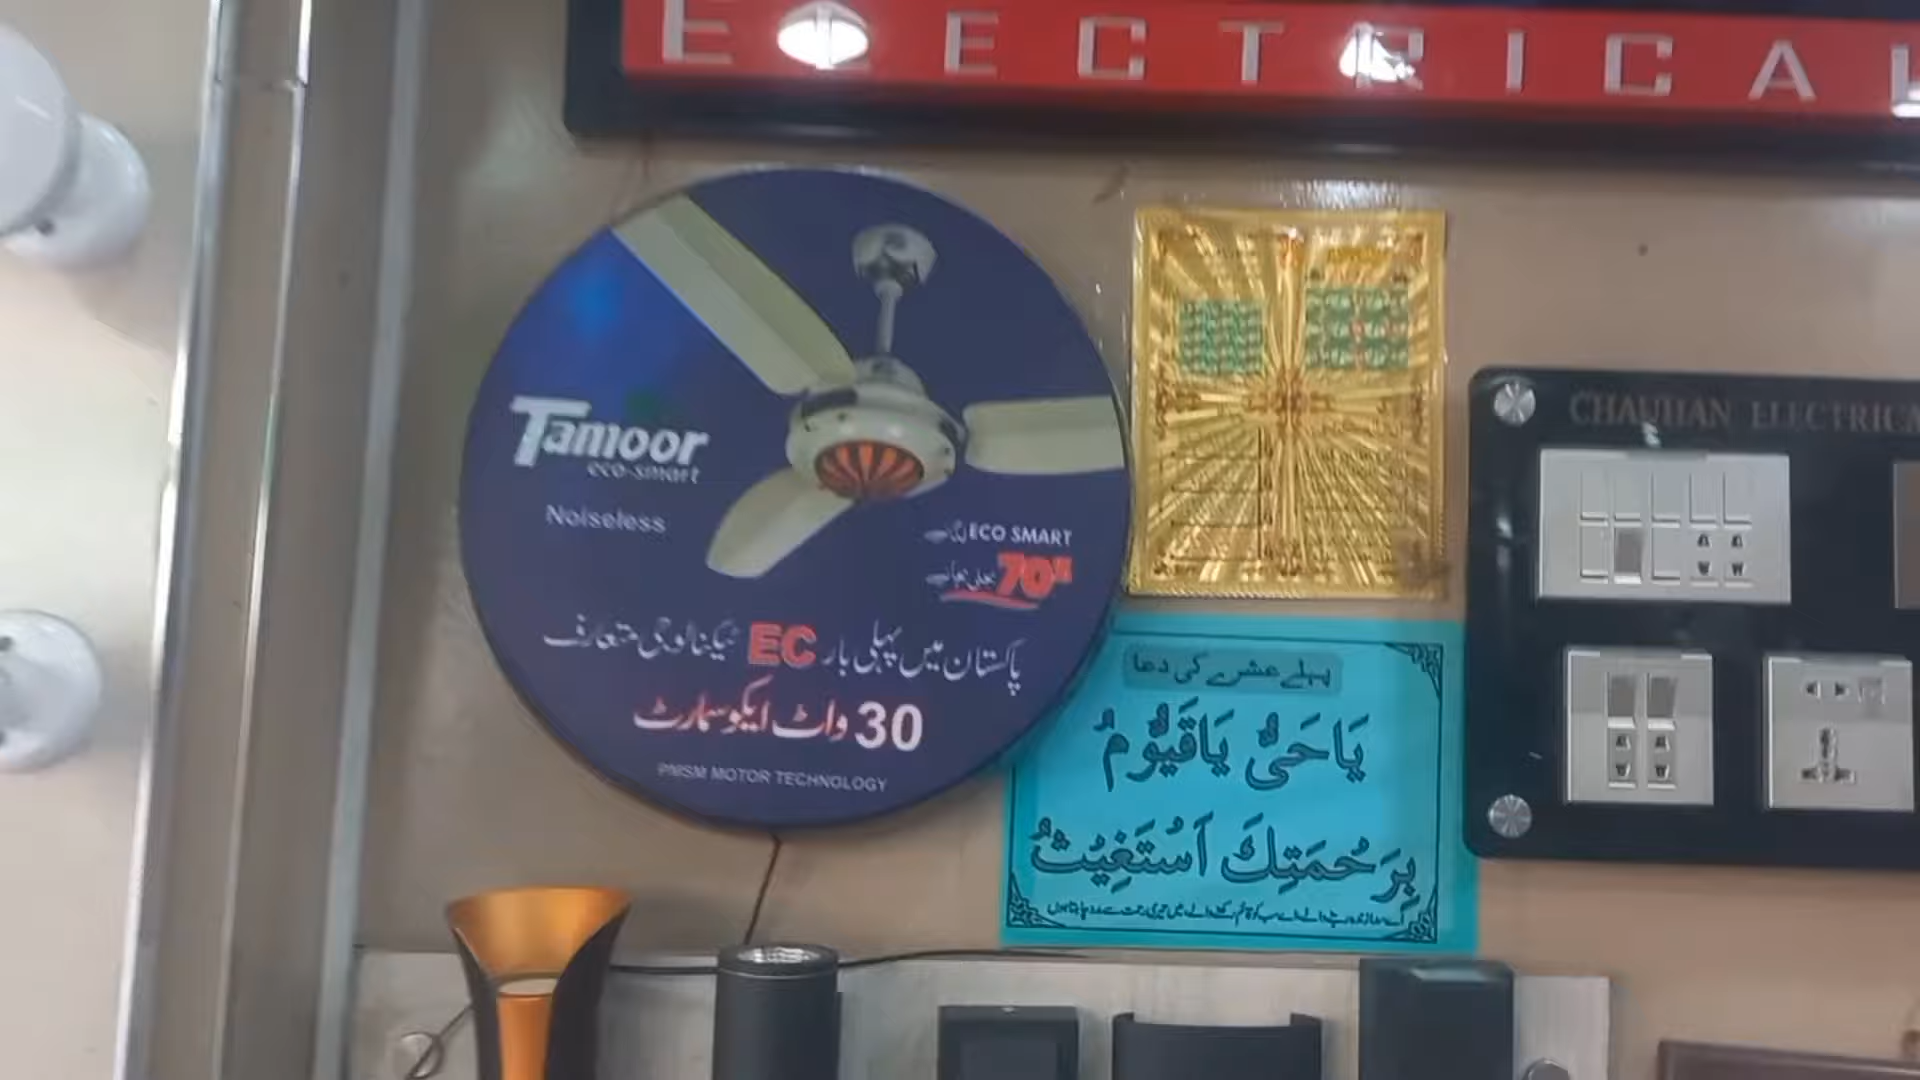 ELECTRICAL
Tamoor
eco-smart
Noiseless
ECO SMART
70%
پاکستان میں پہلی بار EC ٹیکنالوجی متعارف
30 واٹ ایکو سمارٹ
PMSM MOTOR TECHNOLOGY
CHAUHAN ELECTRICA
پہلے عشرے کی دعا
یَاحَیُّ یَاقَیُّوْمُ
بِرَحْمَتِكَ اَسْتَغِیْثُ